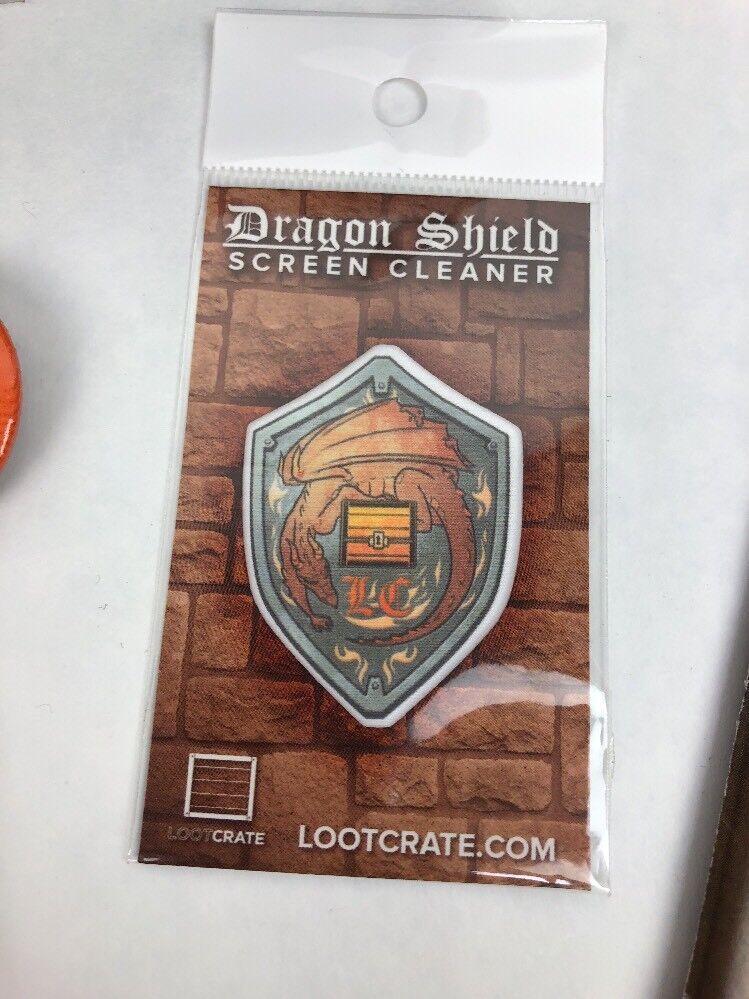 Dragon Shield
SCREEN CLEANER
LC
LOOTCRATE
LOOTCRATE.COM